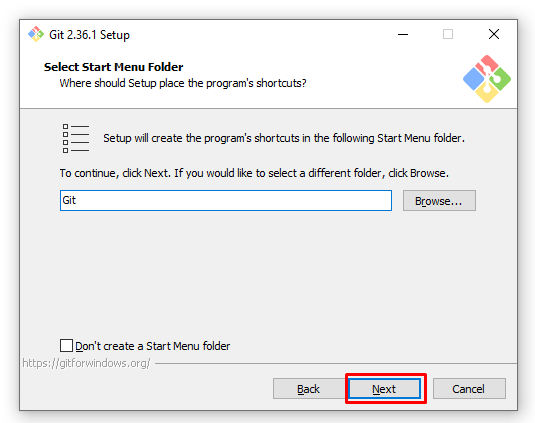 Git 2.36.1 Setup
Select Start Menu Folder
Where should Setup place the program's shortcuts?
Setup will create the program's shortcuts in the following Start Menu folder.
To continue, click Next. If you would like to select a different folder, click Browse.
Git
Browse...
Don't create a Start Menu folder
https://gitforwindows.org/
Back
Next
Cancel